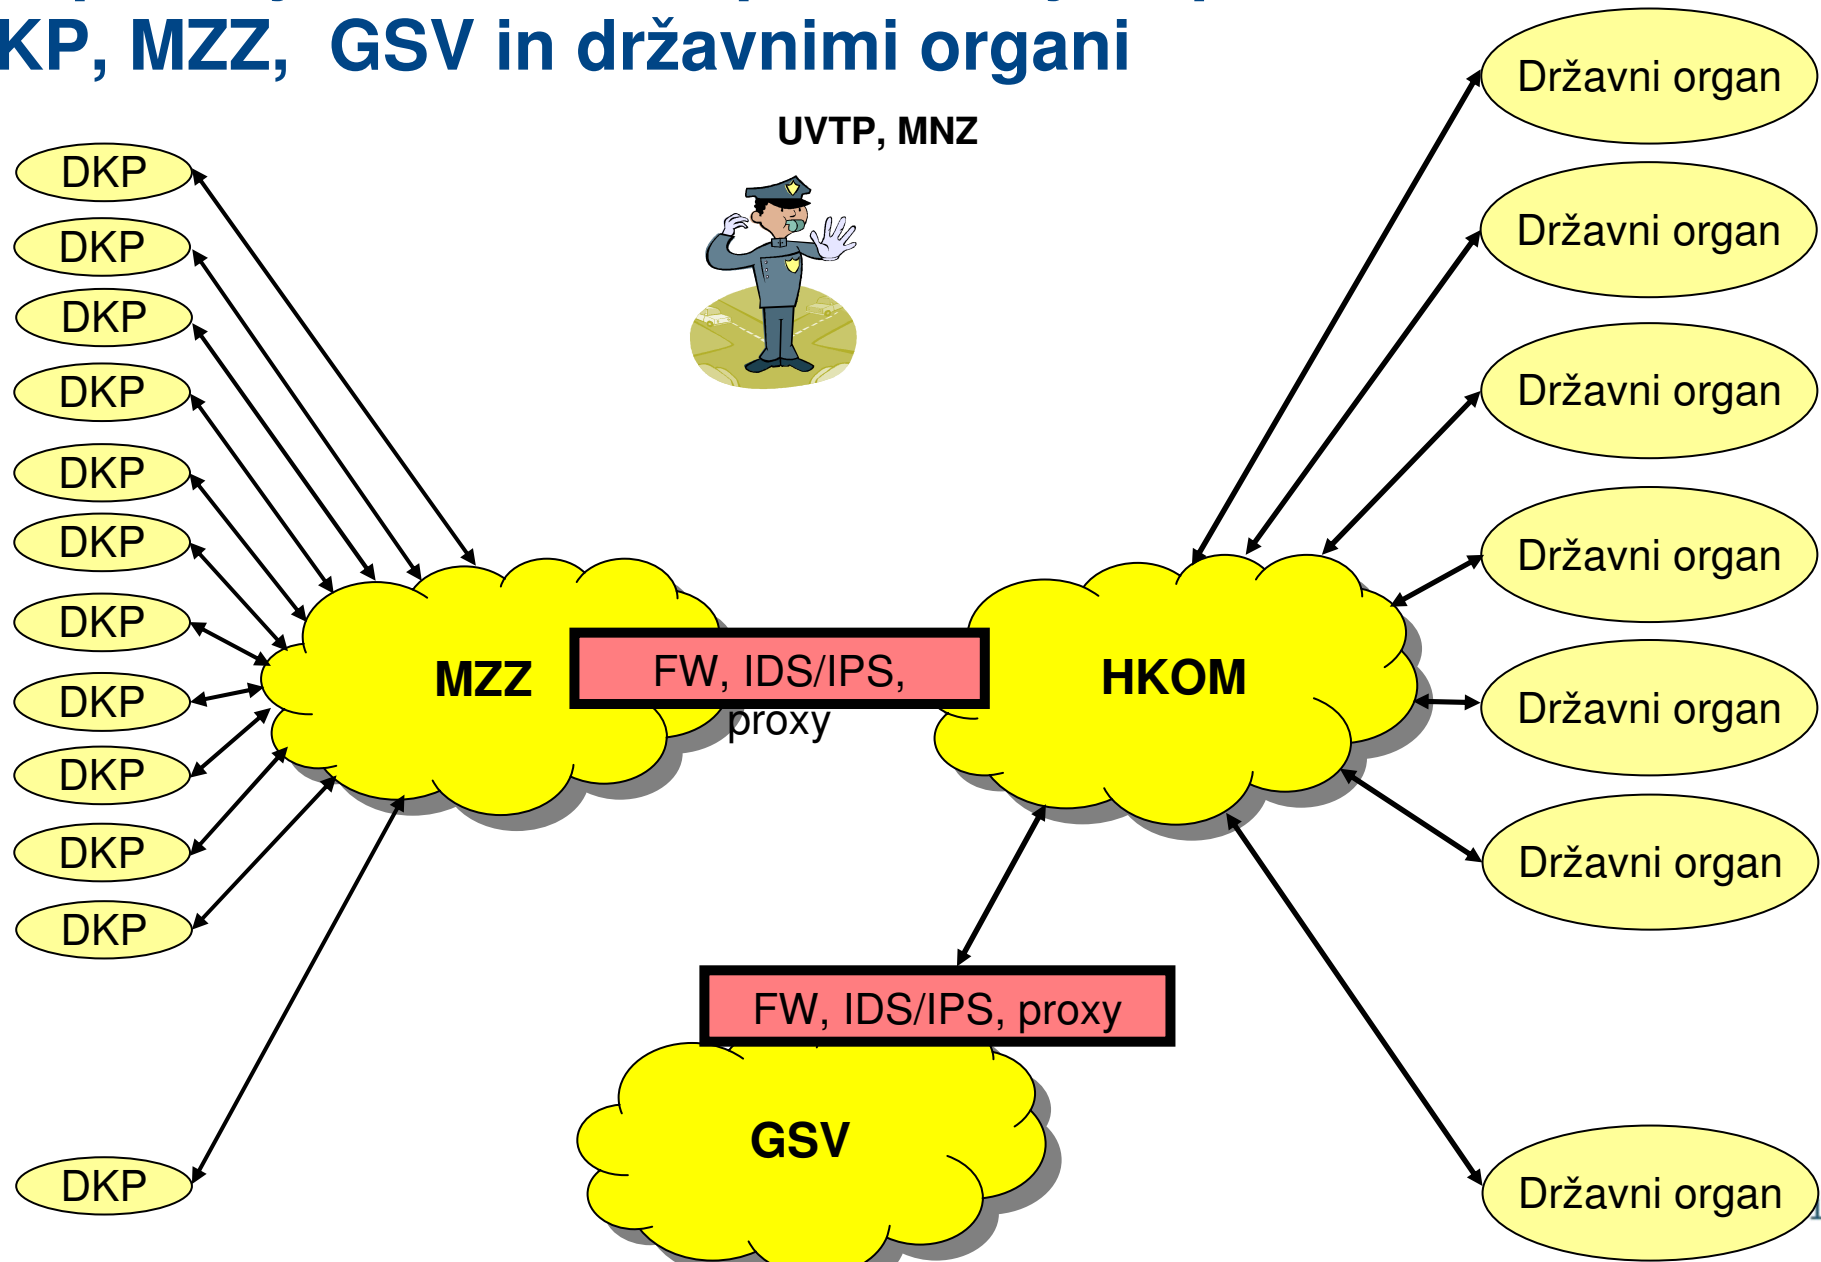 KP, MZZ, GSV in državnimi organi
UVTP, MNZ
DKP
DKP
DKP
DKP
DKP
DKP
DKP
DKP
DKP
DKP
DKP
DKP
MZZ
FW, IDS/IPS,
proxy
HKOM
FW, IDS/IPS, proxy
GSV
Državni organ
Državni organ
Državni organ
Državni organ
Državni organ
Državni organ
Državni organ